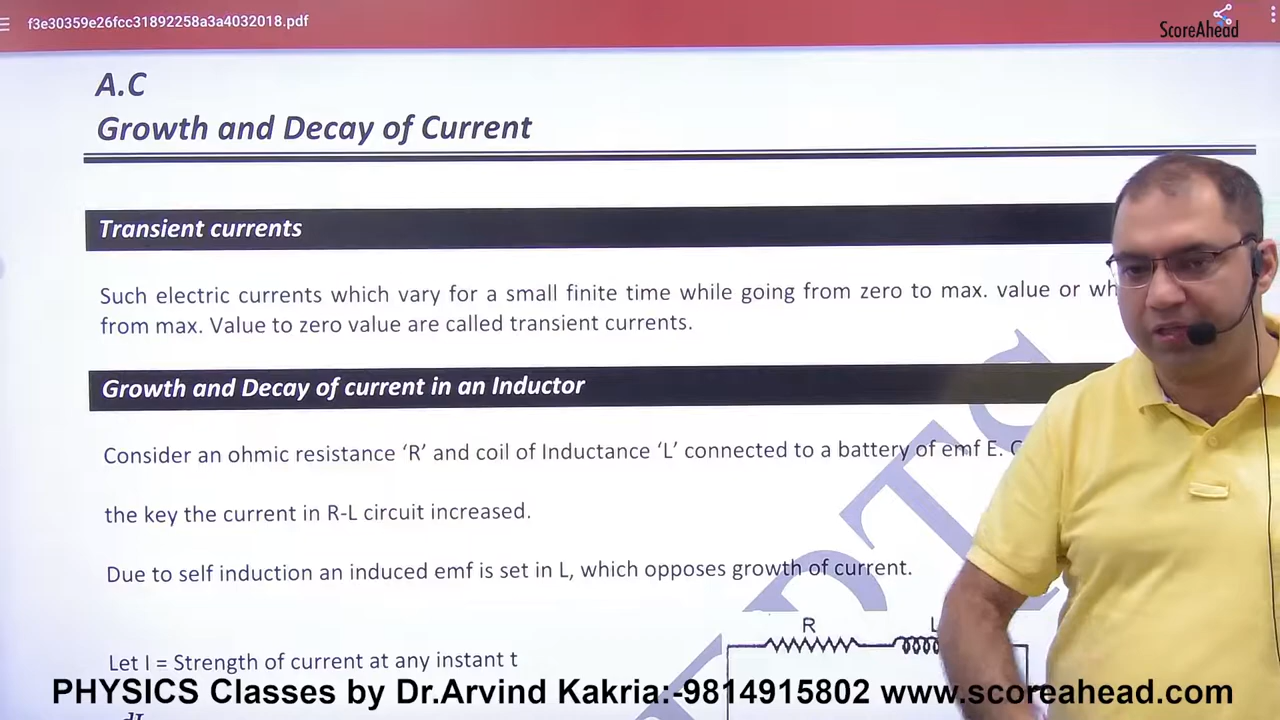 f3e30359e26fcc31892258a3a4032018.pdf
ScoreAhead
A.C
Growth and Decay of Current
Transient currents
Such electric currents which vary for a small finite time while going from zero to max. value or wh
from max. Value to zero value are called transient currents.
Growth and Decay of current in an Inductor
Consider an ohmic resistance ‘R’ and coil of Inductance ‘L’ connected to a battery of emf E.
the key the current in R-L circuit increased.
Due to self induction an induced emf is set in L, which opposes growth of current.
R L
Let I = Strength of current at any instant t
PHYSICS Classes by Dr.Arvind Kakria:-9814915802 www.scoreahead.com
dI